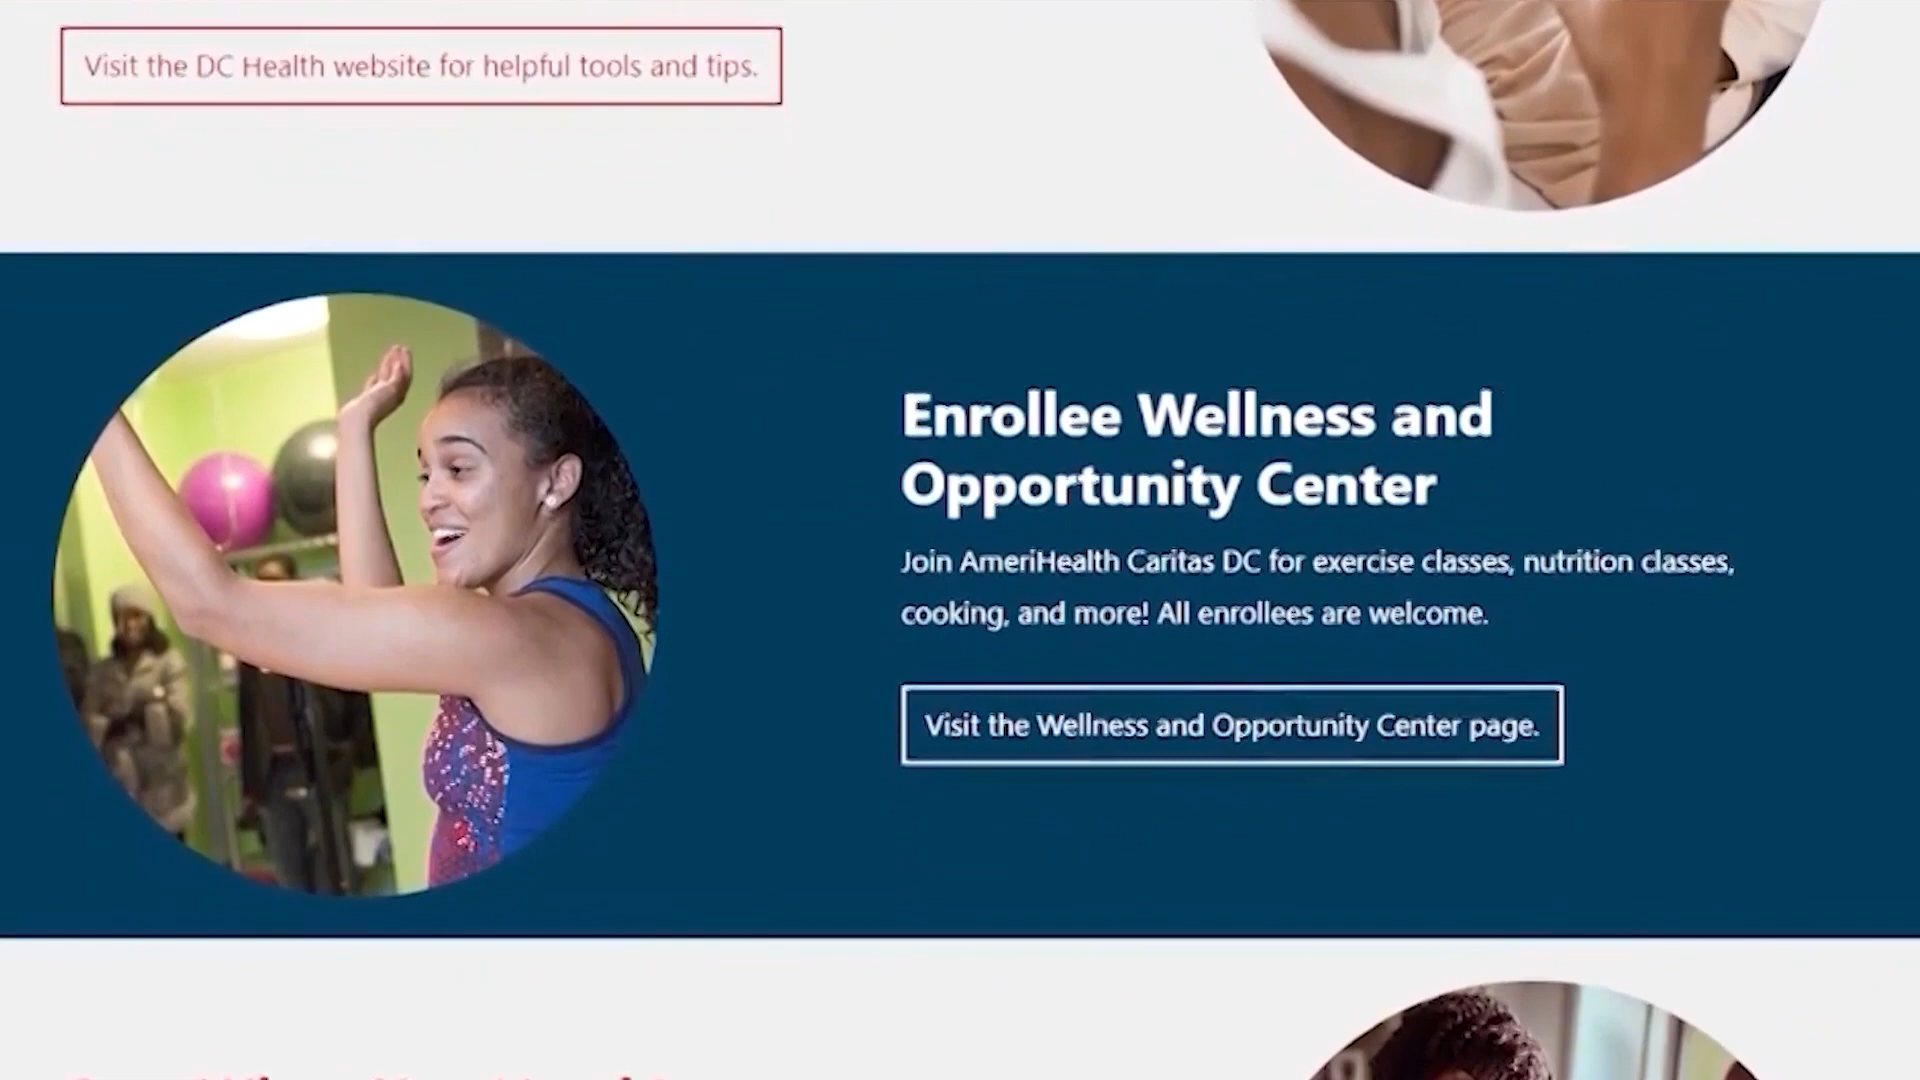 Visit the DC Health website for helpful tools and tips.
Enrollee Wellness and
Opportunity Center
Join AmeriHealth Caritas DC for exercise classes, nutrition classes,
cooking, and more! All enrollees are welcome.
Visit the Wellness and Opportunity Center page.